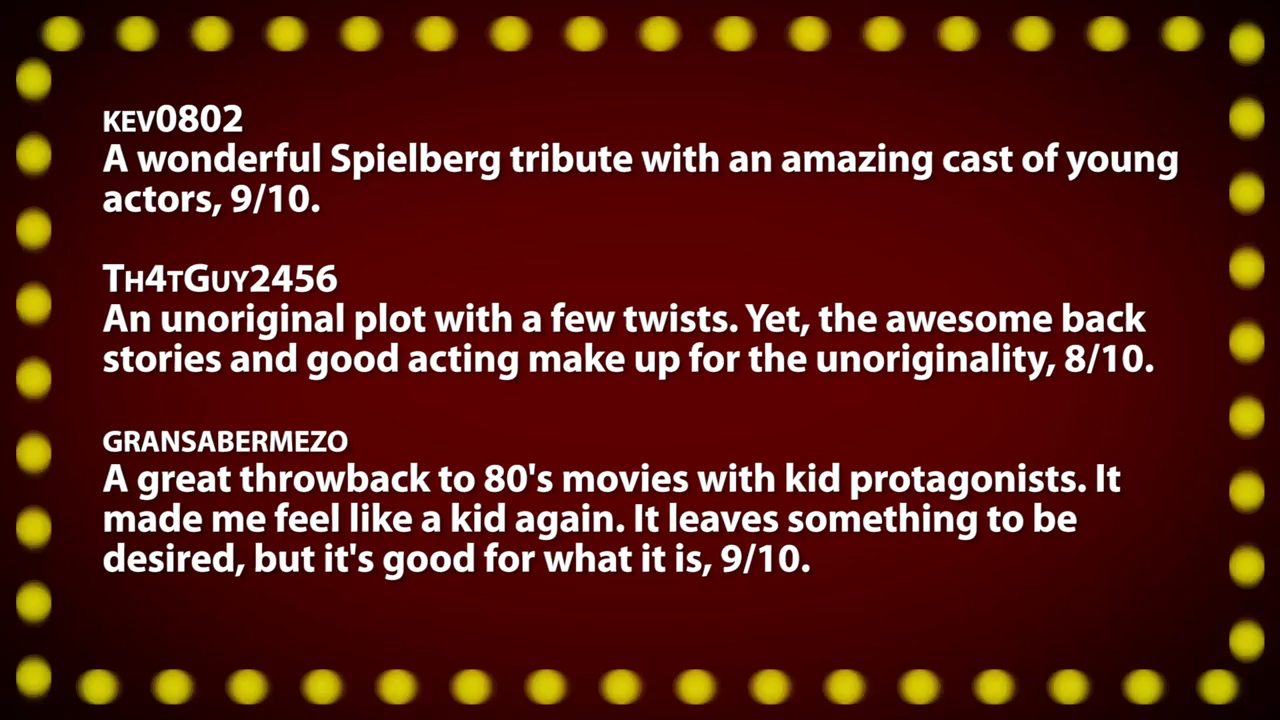 KEV0802
A wonderful Spielberg tribute with an amazing cast of young
actors, 9/10.
TH4TGUY2456
An unoriginal plot with a few twists. Yet, the awesome back
stories and good acting make up for the unoriginality, 8/10.
GRANSABERMEZO
A great throwback to 80's movies with kid protagonists. It
made me feel like a kid again. It leaves something to be
desired, but it's good for what it is, 9/10.